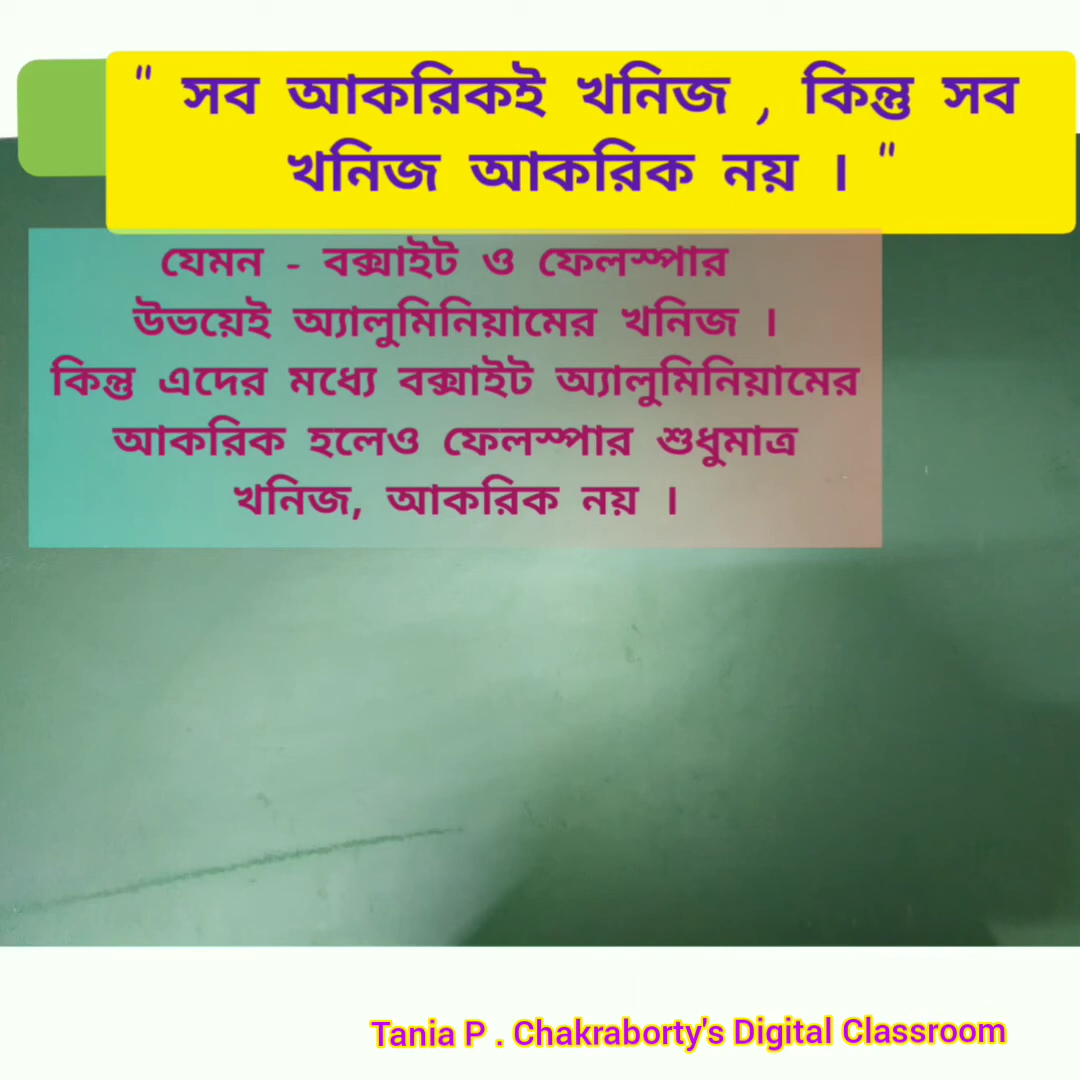 " সব আকরিকই খনিজ , কিন্তু সব
খনিজ আকরিক নয় । "
যেমন - বক্সাইট ও ফেলস্পার
উভয়েই অ্যালুমিনিয়ামের খনিজ ।
কিন্তু এদের মধ্যে বক্সাইট অ্যালুমিনিয়ামের
আকরিক হলেও ফেলস্পার শুধুমাত্র
খনিজ, আকরিক নয় ।
Tania P . Chakraborty's Digital Classroom